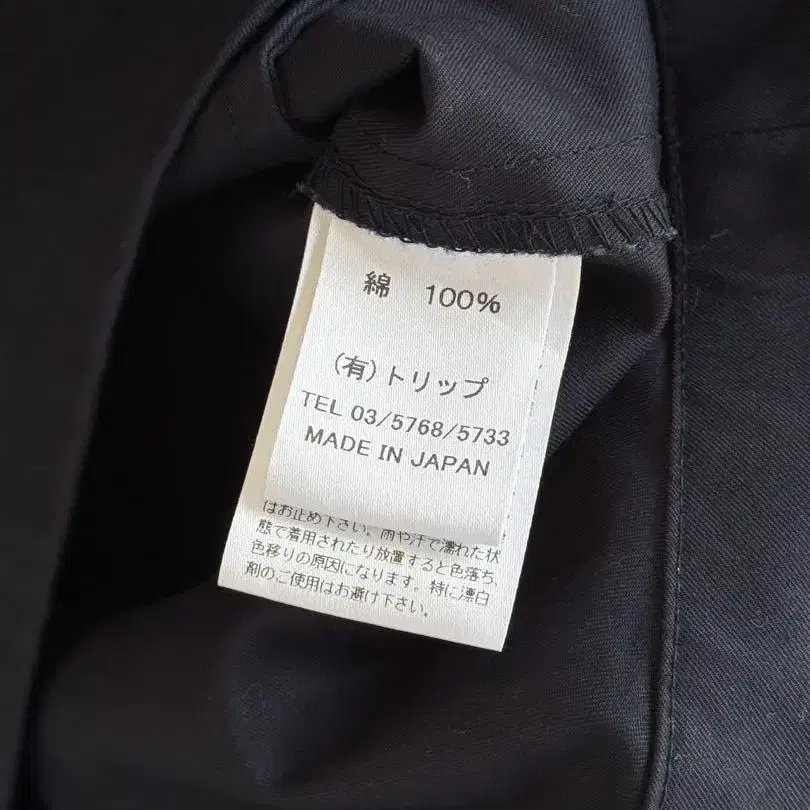 綿 100%
(有)トリップ
TEL 03/5768/5733
MADE IN JAPAN
はお止め下さい。雨や汗で濡れた状
態で着用されたり放置すると色落ち、
色移りの原因になります。特に漂白
剤のご使用はお避け下さい。